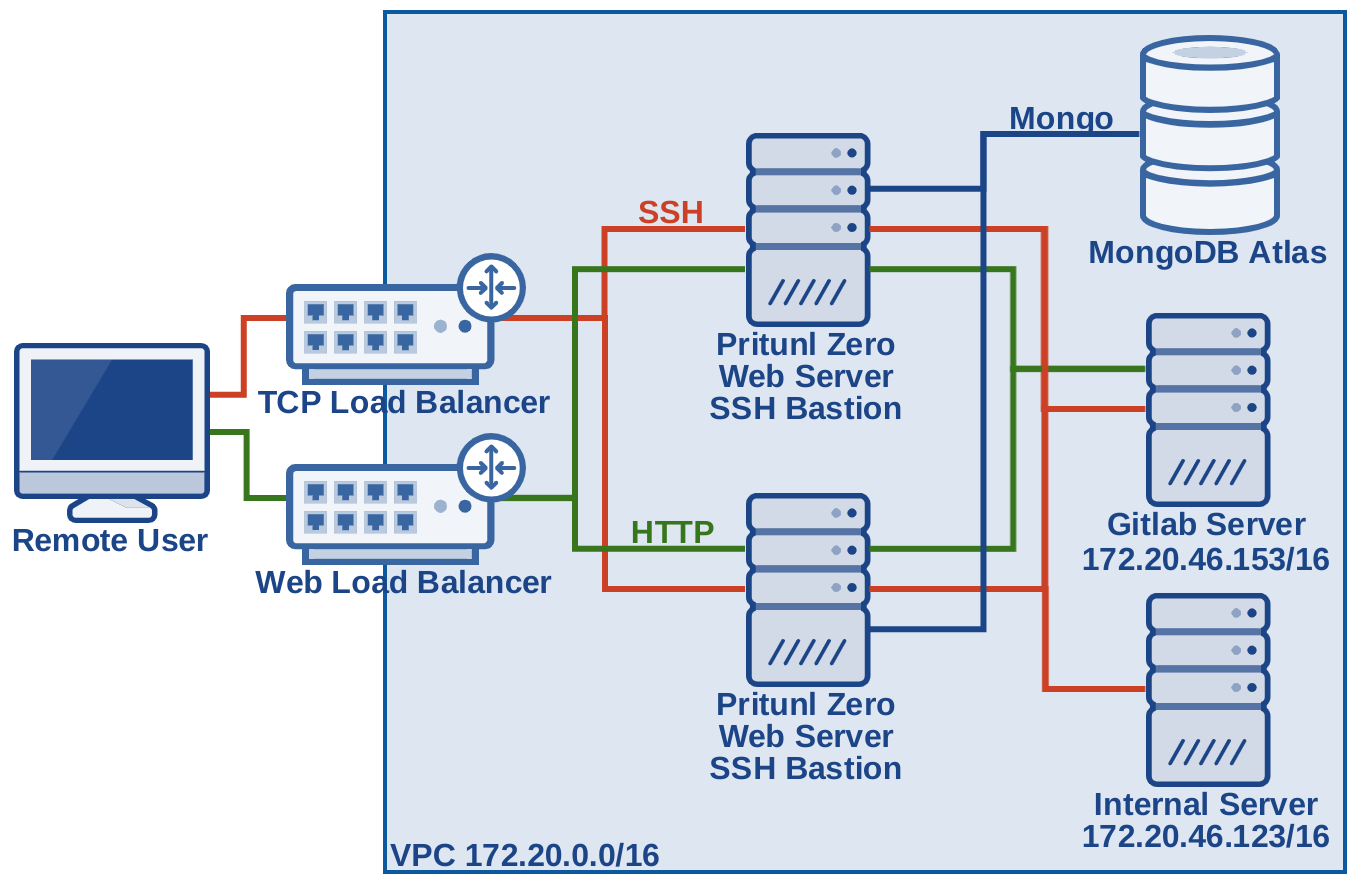 Mongo
SSH
MongoDB Atlas
Pritunl Zero
Web Server
SSH Bastion
TCP Load Balancer
HTTP
Gitlab Server
172.20.46.153/16
Remote User
Web Load Balancer
Pritunl Zero
Web Server
SSH Bastion
Internal Server
172.20.46.123/16
VPC 172.20.0.0/16